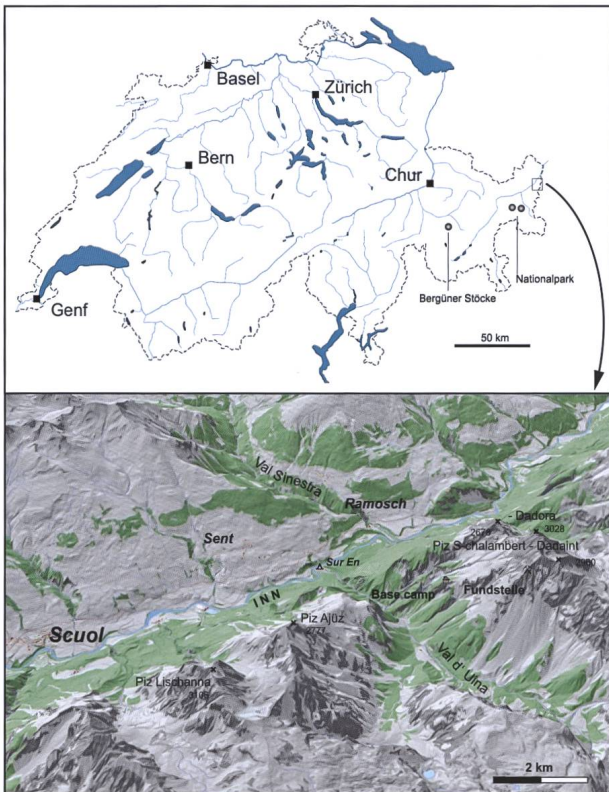 Basel
Zürich
Bern
Chur
Nationalpark
Bergüner Stöcke
Genf
50 km
Val Sinestra
Ramosch
- Dadora
3028
Sent
Piz S-chalambert - Dadaint
Sur En
INN
Base camp
Fundstelle
Scuol
Piz Ajüz
Val d' Uina
Piz Lischanna
2 km